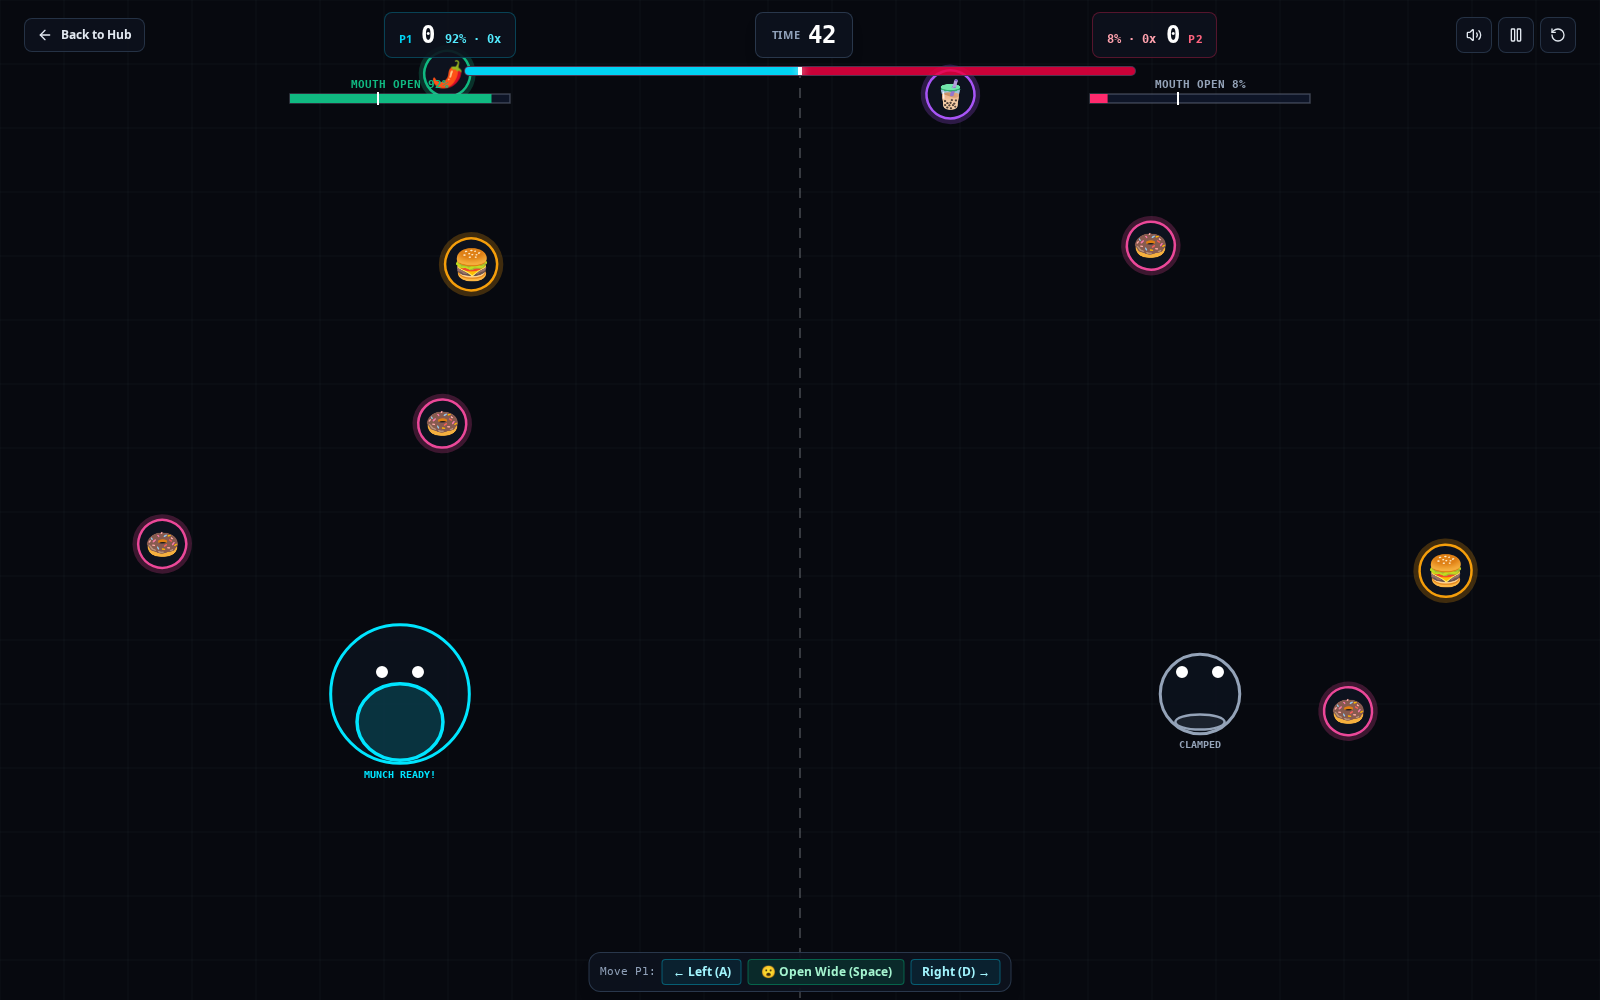 Back to Hub
P1 0 92% · 0x
TIME 42
8% · 0x 0 P2
MOUTH OPEN
MOUTH OPEN 8%
MUNCH READY!
CLAMPED
Move P1: ← Left (A) 😮 Open Wide (Space) Right (D) →